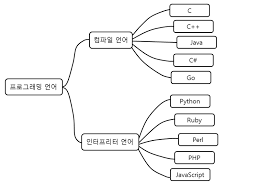 프로그래밍 언어
컴파일 언어
C
C++
Java
C#
Go
인터프리터 언어
Python
Ruby
Perl
PHP
JavaScript